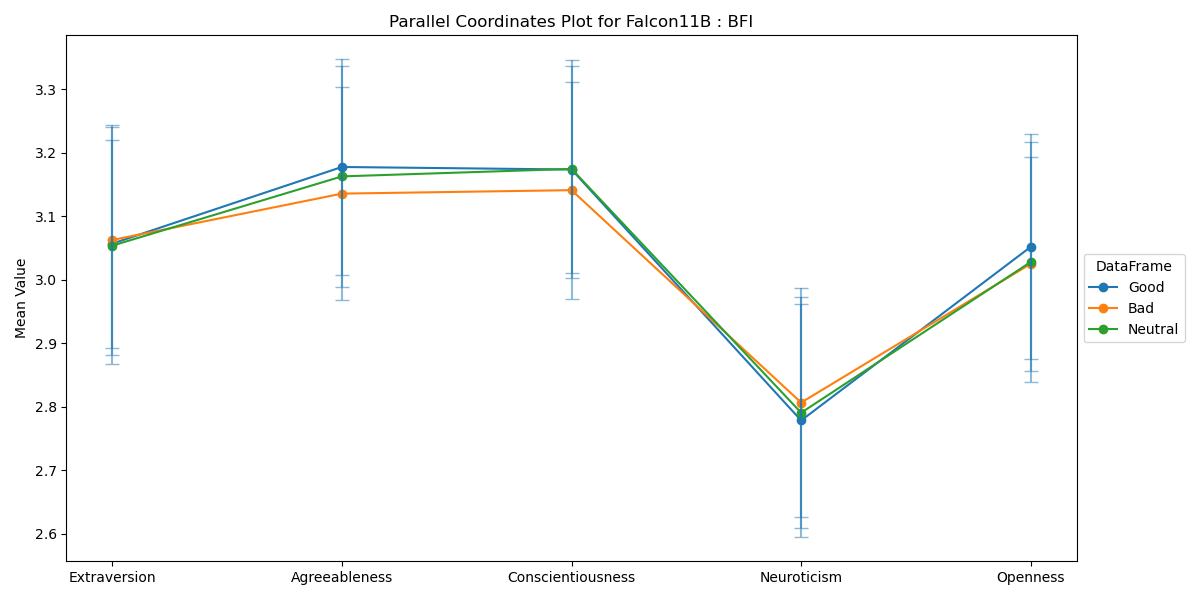 Parallel Coordinates Plot for Falcon11B : BFI
Mean Value
3.3
3.2
3.1
3.0
2.9
2.8
2.7
2.6
Extraversion
Agreeableness
Conscientiousness
Neuroticism
Openness
DataFrame
Good
Bad
Neutral